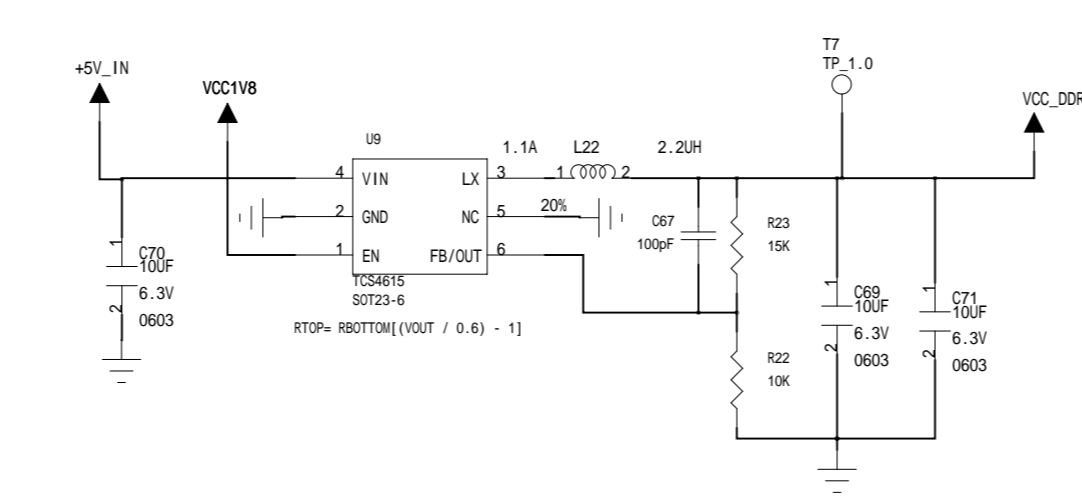 T7
TP_1.0
+5V_IN
VCC1V8
VCC_DDR
U9
1.1A
L22
2.2UH
4
VIN
LX
3
1
2
2
GND
NC
5
20%
1
EN
FB/OUT
6
C67
100pF
R23
15K
1
C70
10UF
6.3V
2
0603
TCS4615
SOT23-6
RTOP= RBOTTOM[(VOUT / 0.6) - 1]
1
C69
10UF
6.3V
2
0603
1
C71
10UF
6.3V
2
0603
R22
10K